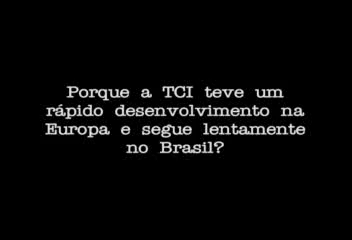 Porque a TCI teve um
rápido desenvolvimento na
Europa e segue lentamente
no Brasil?